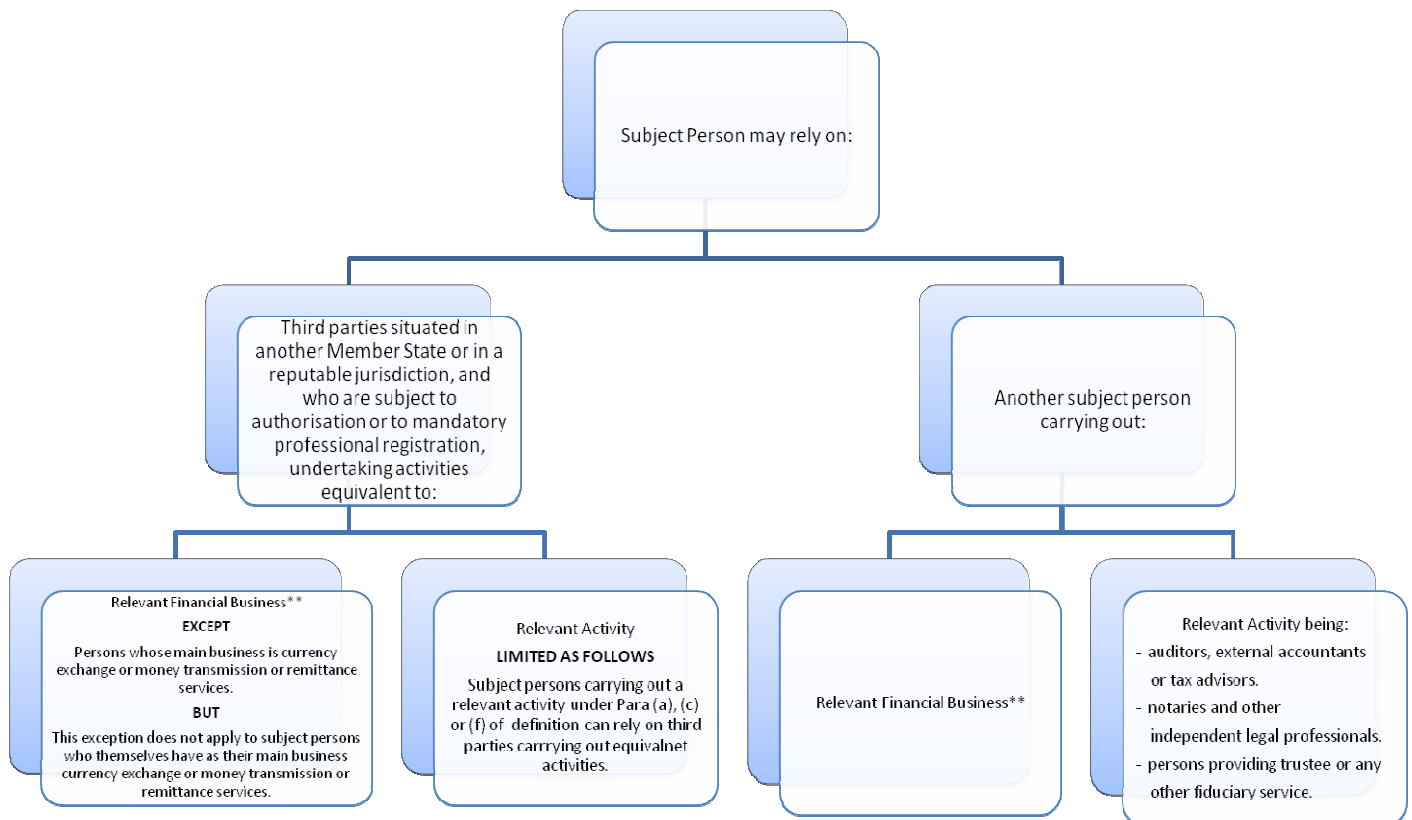 Subject Person may rely on:
Third parties situated in
another Member State or in a
reputable jurisdiction, and
who are subject to
authorisation or to mandatory
professional registration,
undertaking activities
equivalent to:
Another subject person
carrying out:
Relevant Financial Business**
EXCEPT
Persons whose main business is currency
exchange or money transmission or remittance
services.
BUT
This exception does not apply to subject persons
who themselves have as their main business
currency exchange or money transmission or
remittance services.
Relevant Activity
LIMITED AS FOLLOWS
Subject persons carrying out a
relevant activity under Para (a), (c)
or (f) of definition can rely on third
parties carrrying out equivalnet
activities.
Relevant Financial Business**
Relevant Activity being:
- auditors, external accountants
or tax advisors.
- notaries and other
independent legal professionals.
- persons providing trustee or any
other fiduciary service.